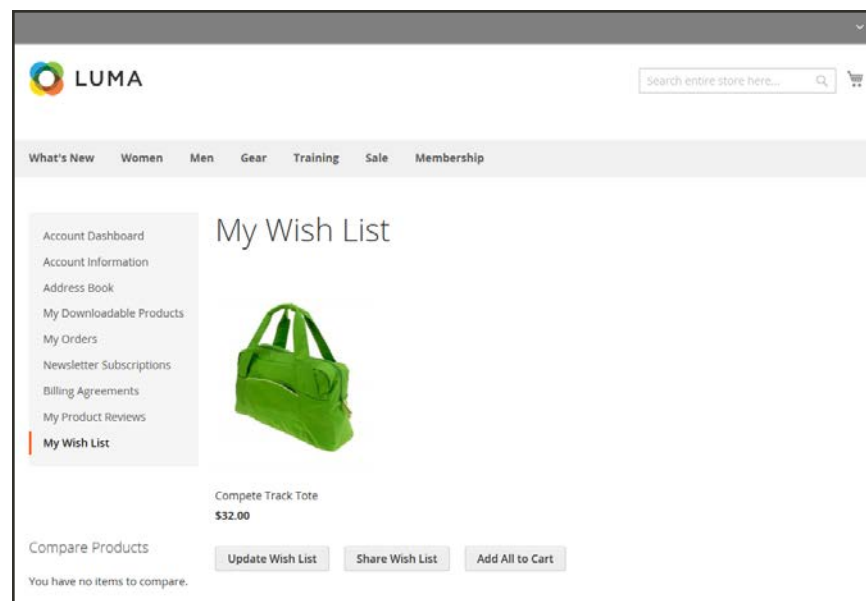 LUMA
Search entire store here...
What's New Women Men Gear Training Sale Membership
My Wish List
Account Dashboard
Account Information
Address Book
My Downloadable Products
My Orders
Newsletter Subscriptions
Billing Agreements
My Product Reviews
My Wish List
Compete Track Tote
$32.00
Update Wish List Share Wish List Add All to Cart
Compare Products
You have no items to compare.